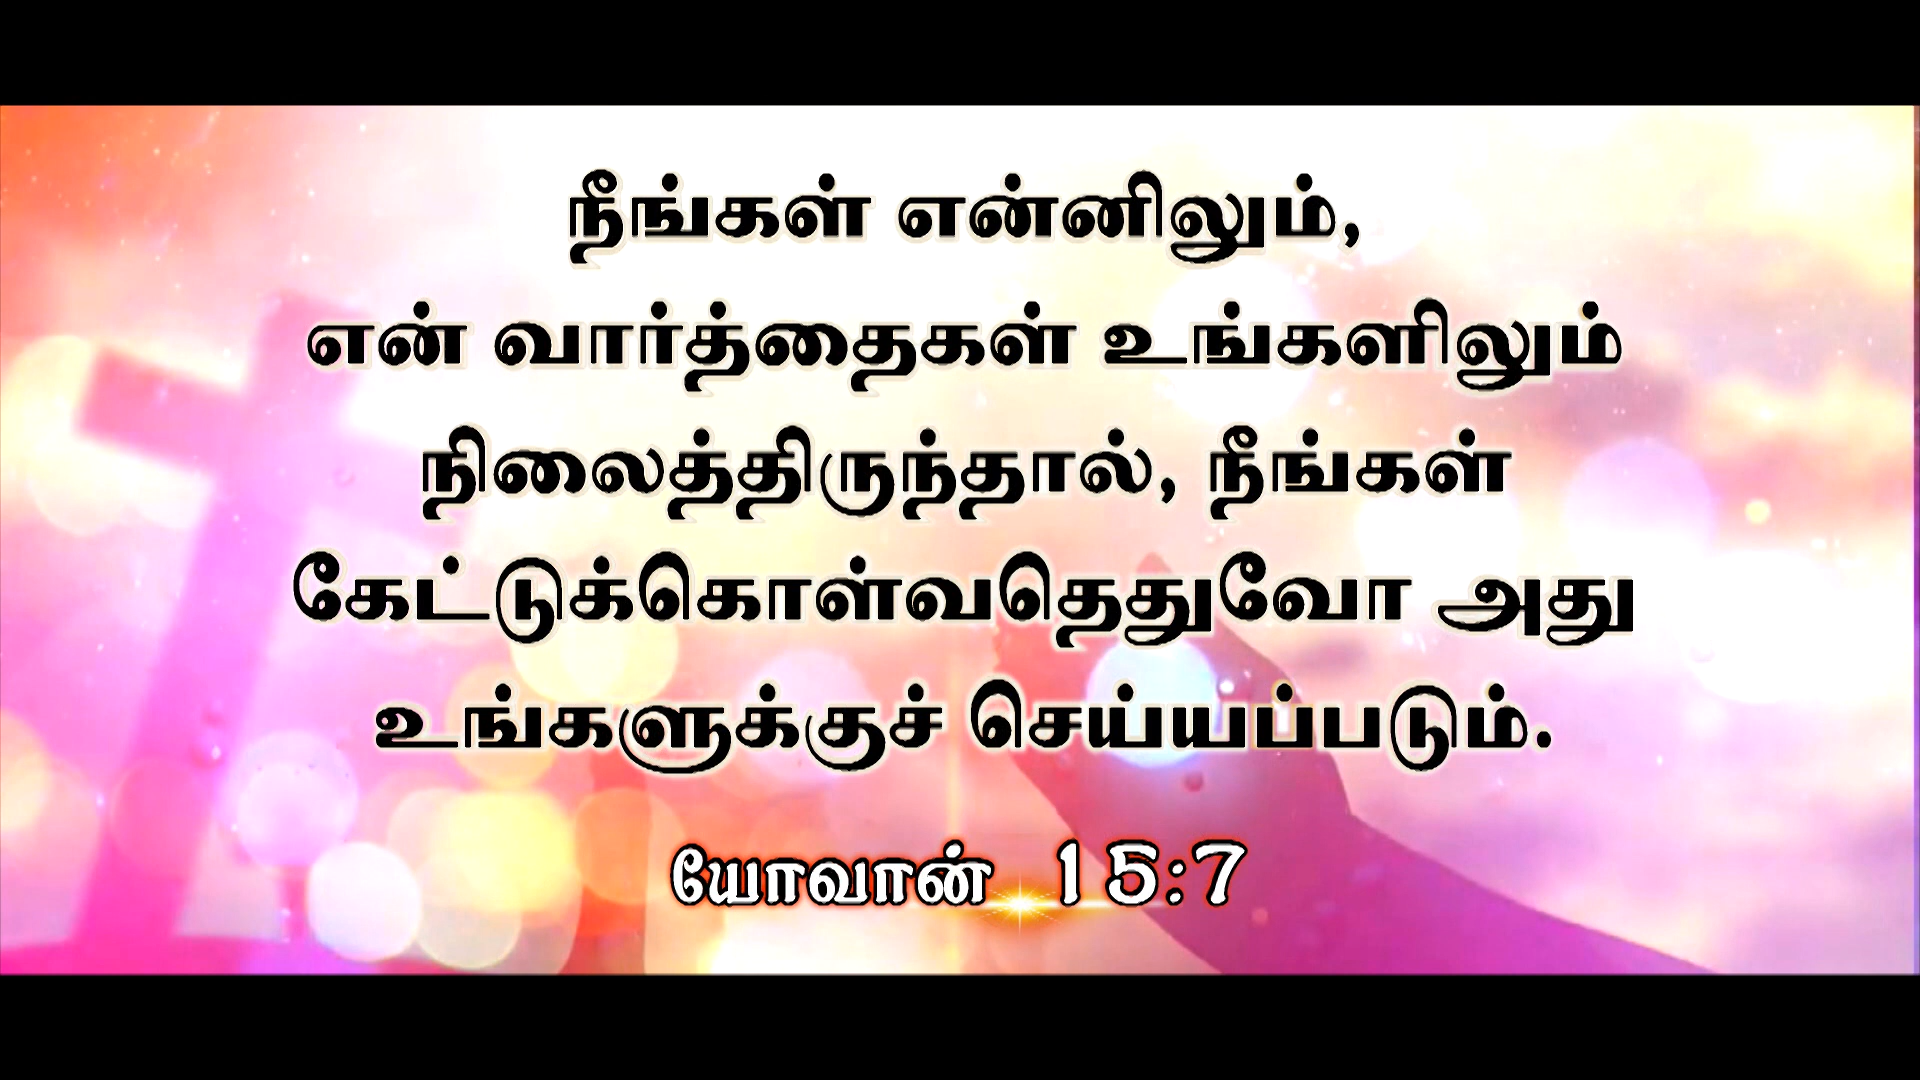 நீங்கள் என்னிலும்,
என் வார்த்தைகள் உங்களிலும்
நிலைத்திருந்தால், நீங்கள்
கேட்டுக்கொள்வதெதுவோ அது
உங்களுக்குச் செய்யப்படும்.
யோவான் 15:7